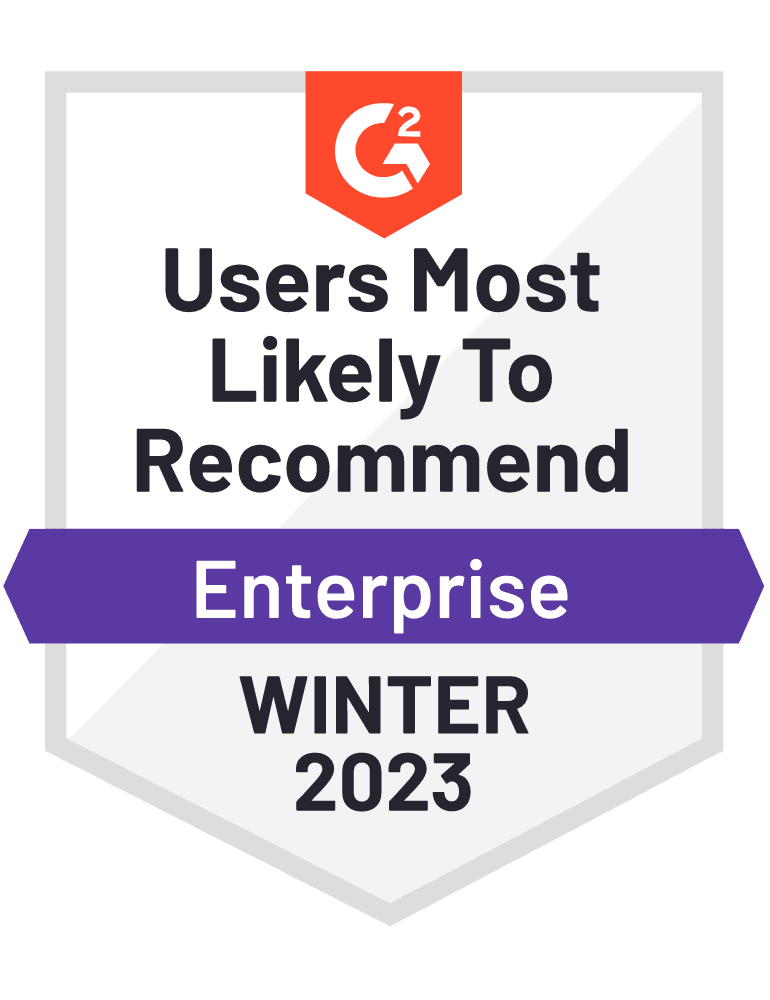 G2
Users Most
Likely To
Recommend
Enterprise
WINTER
2023